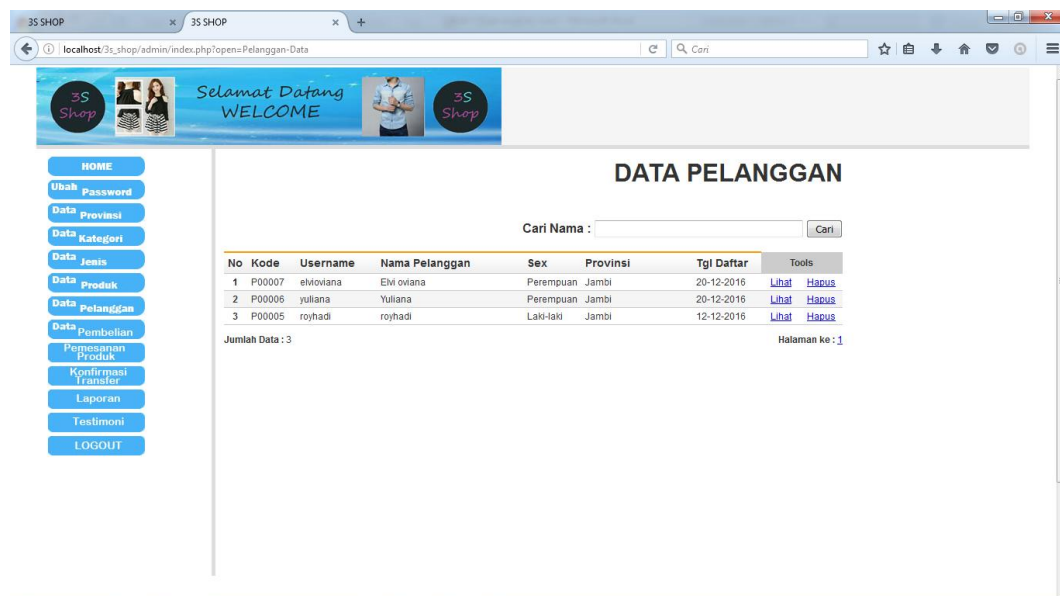 3S SHOP × 3S SHOP × +
localhost/3s_shop/admin/index.php?open=Pelanggan-Data Cari
3S Shop
Selamat Datang
WELCOME
3S Shop
HOME
Ubah Password
Data Provinsi
Data Kategori
Data Jenis
Data Produk
Data Pelanggan
Data Pembelian
Pemesanan
Produk
Konfirmasi
Transfer
Laporan
Testimoni
LOGOUT
DATA PELANGGAN
Cari Nama : Cari
No Kode Username Nama Pelanggan Sex Provinsi Tgl Daftar Tools
1 P00007 elvioviana Elvi oviana Perempuan Jambi 20-12-2016 Lihat Hapus
2 P00006 yuliana Yuliana Perempuan Jambi 20-12-2016 Lihat Hapus
3 P00005 royhadi royhadi Laki-laki Jambi 12-12-2016 Lihat Hapus
Jumlah Data : 3 Halaman ke : 1